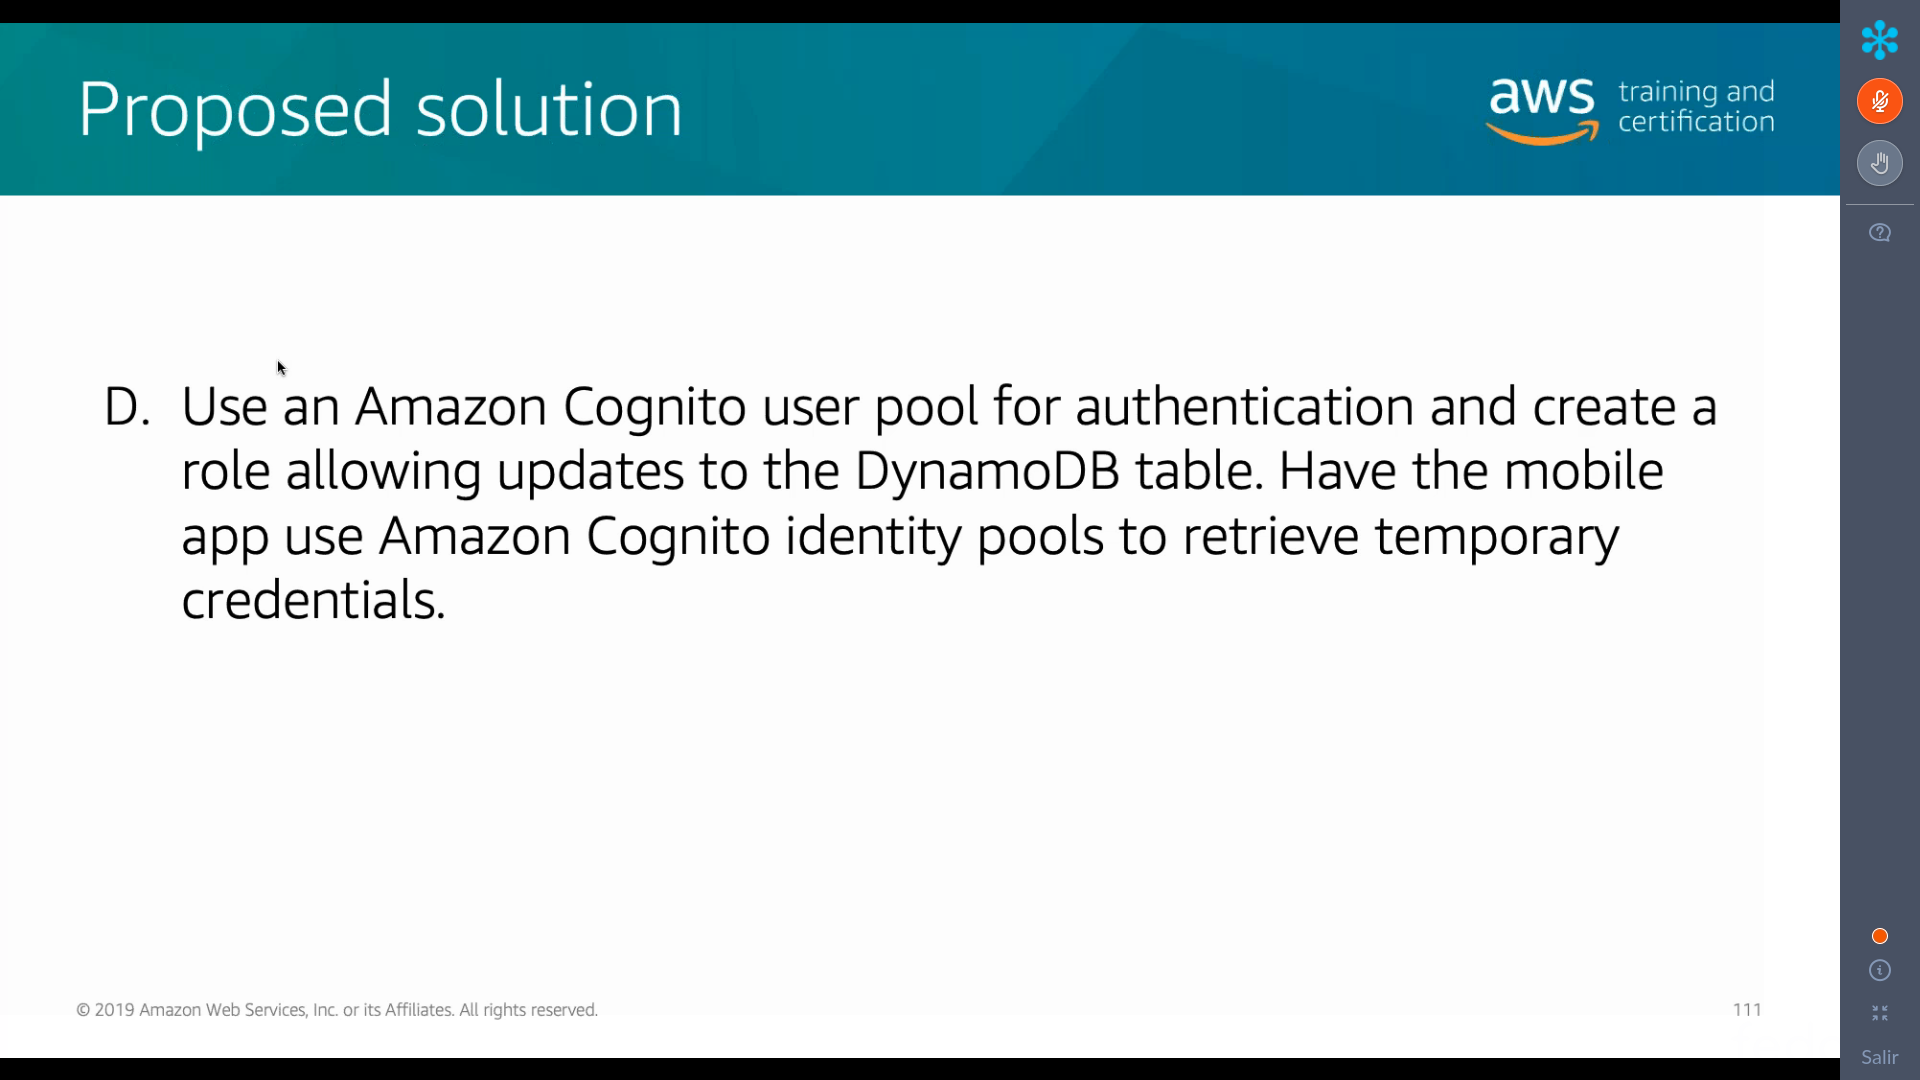 Proposed solution
aws
training and
certification
D. Use an Amazon Cognito user pool for authentication and create a
role allowing updates to the DynamoDB table. Have the mobile
app use Amazon Cognito identity pools to retrieve temporary
credentials.
© 2019 Amazon Web Services, Inc. or its Affiliates. All rights reserved.
111
Salir